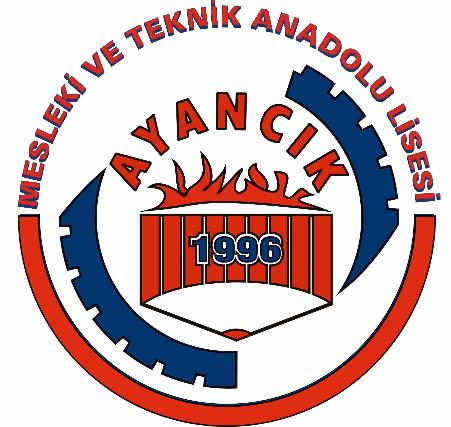 MESLEKİ VE TEKNİK ANADOLU LİSESİ
AYANCIK
1996